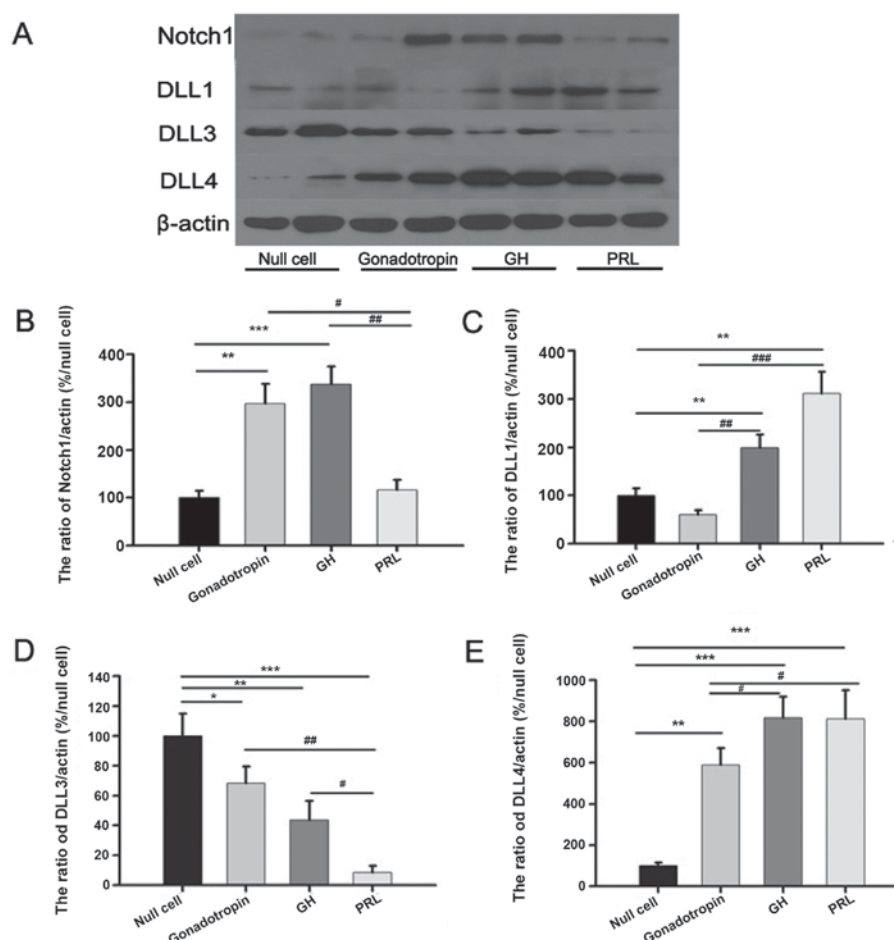 A
Notch1
DLL1
DLL3
DLL4
β-actin
Null cell Gonadotropin GH PRL
B
The ratio of Notch1/actin (%/null cell)
400
300
200
100
0
#
##
***
**
Null cell
Gonadotropin
GH
PRL
C
The ratio of DLL1/actin (%/null cell)
400
300
200
100
0
**
###
**
##
Null cell
Gonadotropin
GH
PRL
D
The ratio od DLL3/actin (%/null cell)
140
120
100
80
60
40
20
0
***
**
*
##
#
Null cell
Gonadotropin
GH
PRL
E
The ratio od DLL4/actin (%/null cell)
1000
800
600
400
200
0
***
***
#
#
**
Null cell
Gonadotropin
GH
PRL